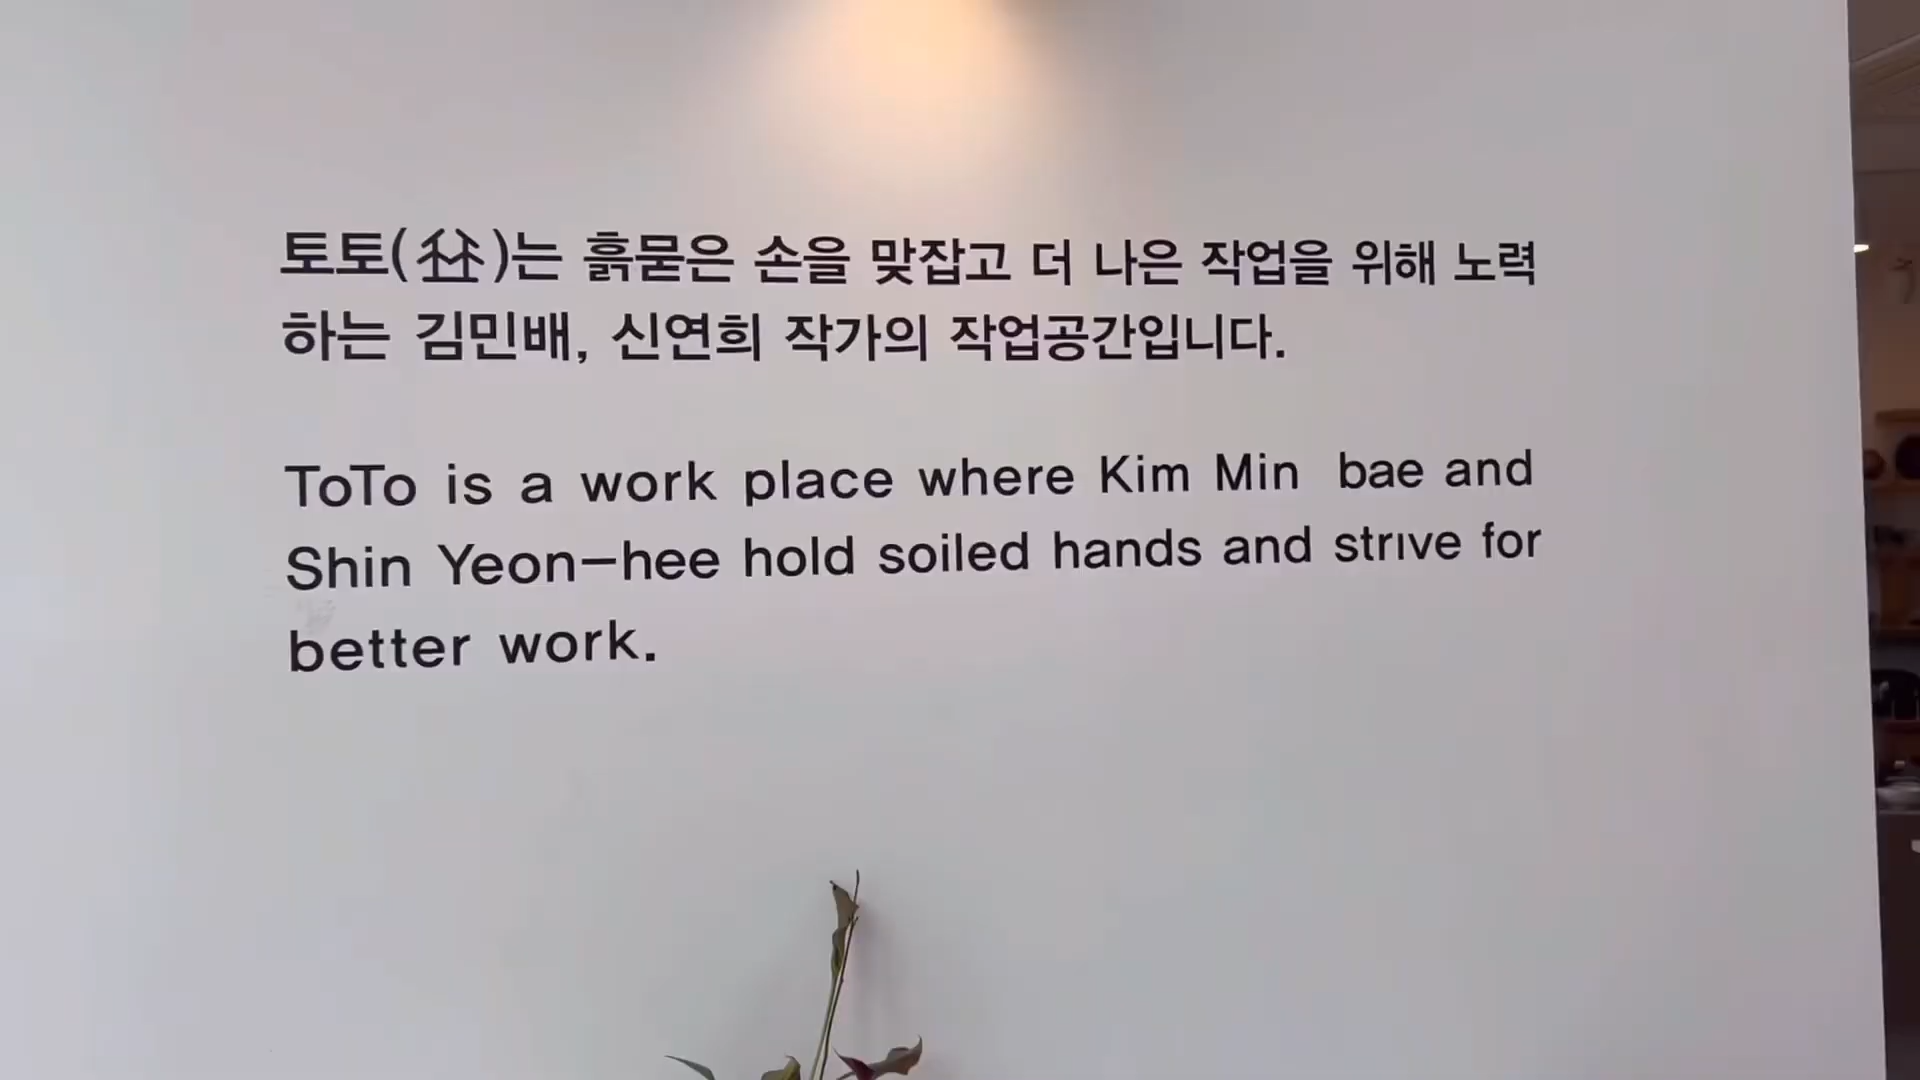 토토(쓰)는 흙묻은 손을 맞잡고 더 나은 작업을 위해 노력
하는 김민배, 신연희 작가의 작업공간입니다.
ToTo is a work place where Kim Min bae and
Shin Yeon-hee hold soiled hands and strive for
better work.